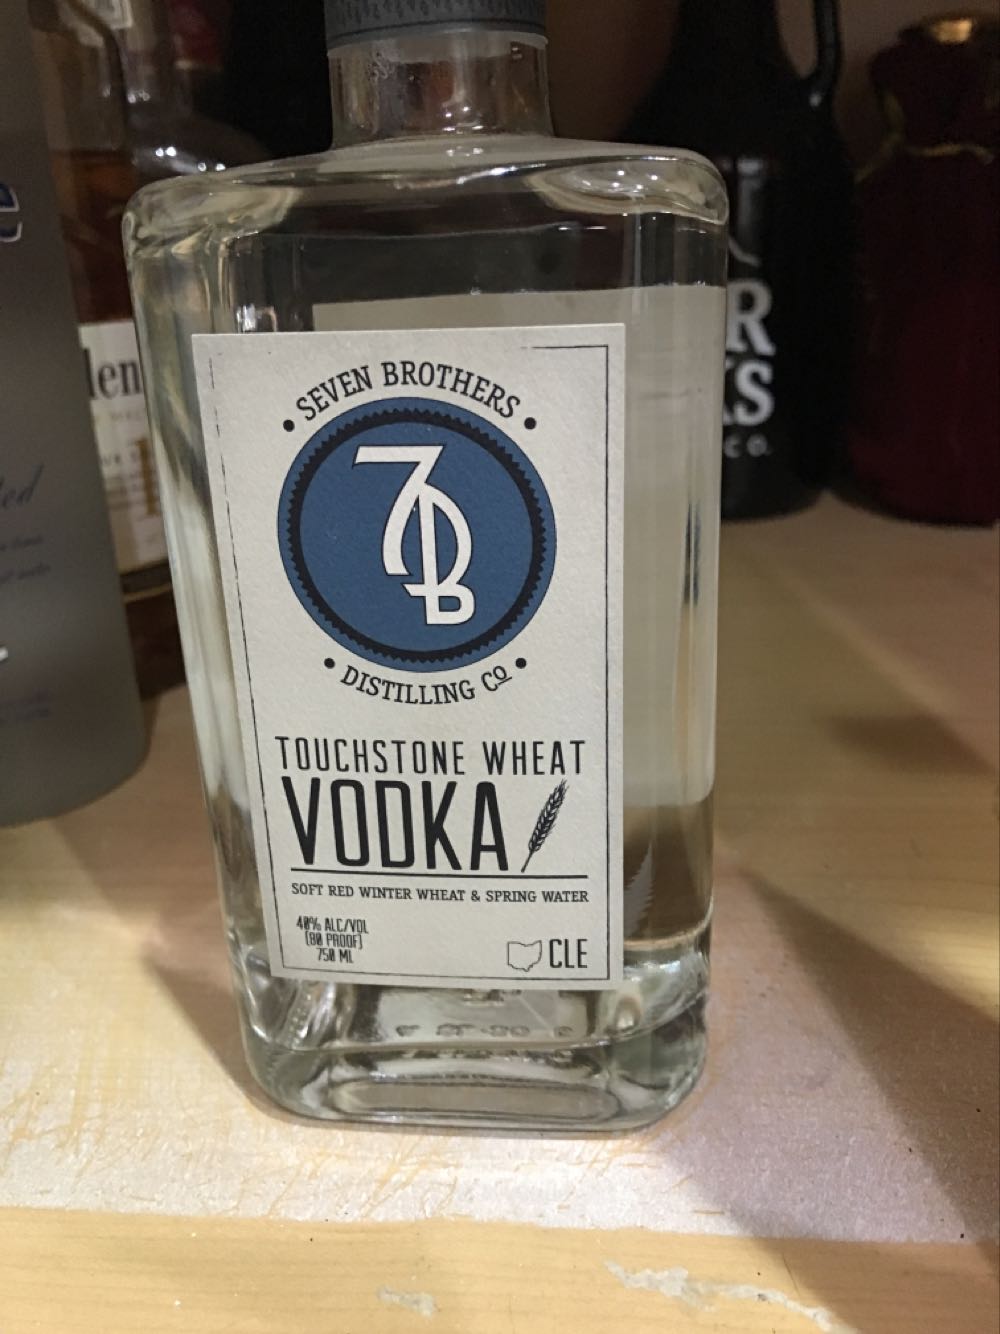 SEVEN BROTHERS
7DB
DISTILLING CO
TOUCHSTONE WHEAT
VODKA
SOFT RED WINTER WHEAT & SPRING WATER
40% ALC/VOL
(80 PROOF)
750 ML
CLE